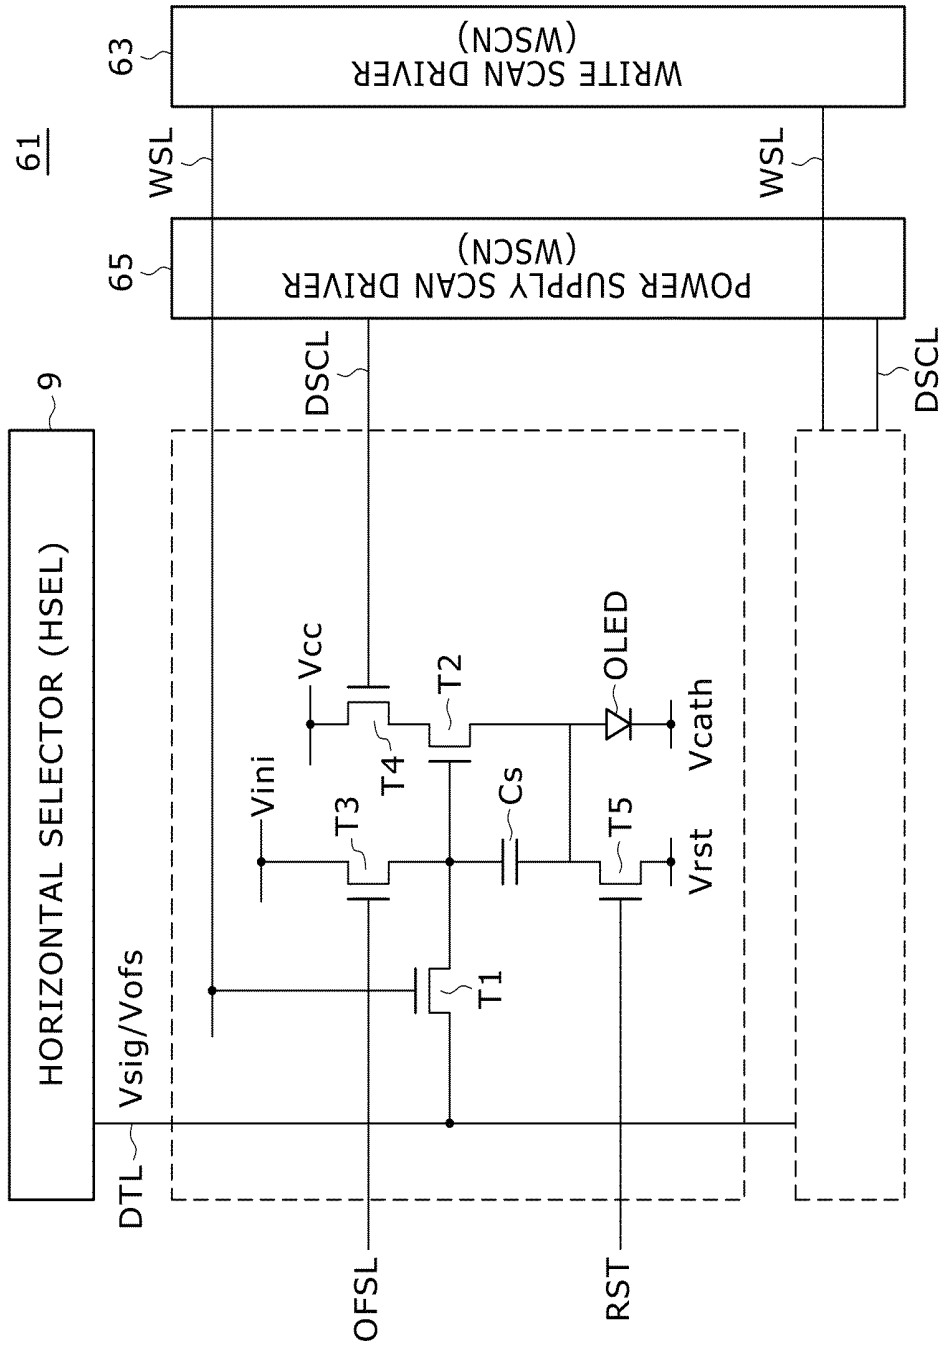 61
HORIZONTAL SELECTOR (HSEL)
9
DTL
Vsig/Vofs
WSL
63
WRITE SCAN DRIVER
(WSCN)
65
POWER SUPPLY SCAN DRIVER
(WSCN)
DSCL
OFSL
Vini
Vcc
T3
T4
T2
T1
Cs
OLED
RST
T5
Vrst
Vcath
WSL
DSCL